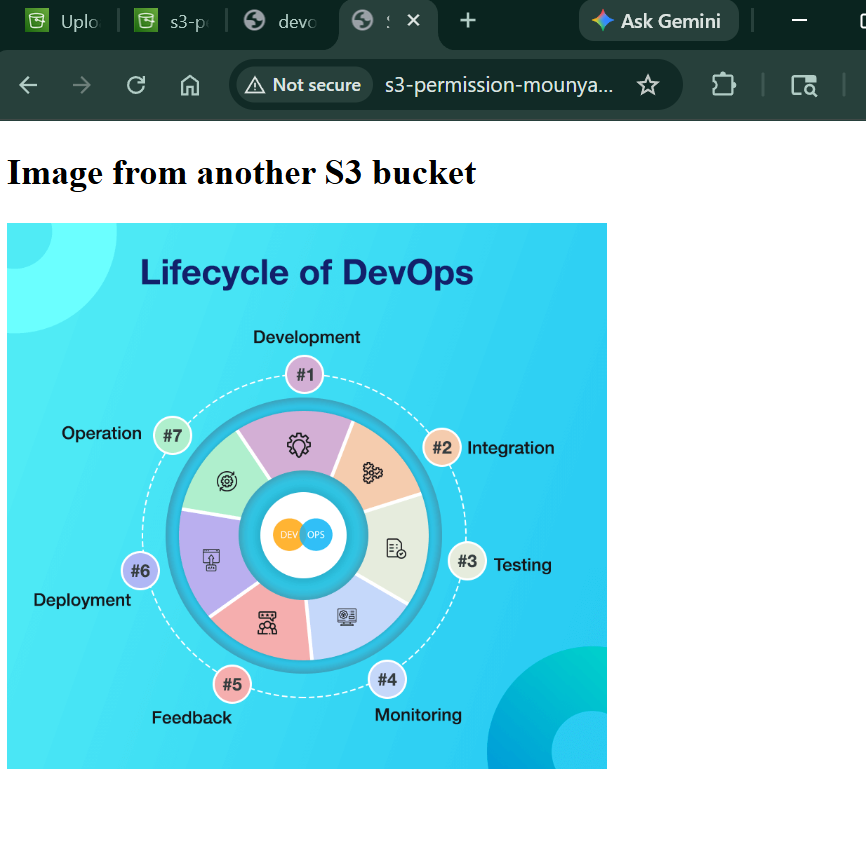 Uplo
s3-p
devo
Ask Gemini
Not secure
s3-permission-mounya...
Image from another S3 bucket
Lifecycle of DevOps
Development
#1
Operation
#7
#2
Integration
DEV
OPS
#3
Testing
#6
Deployment
#5
#4
Feedback
Monitoring